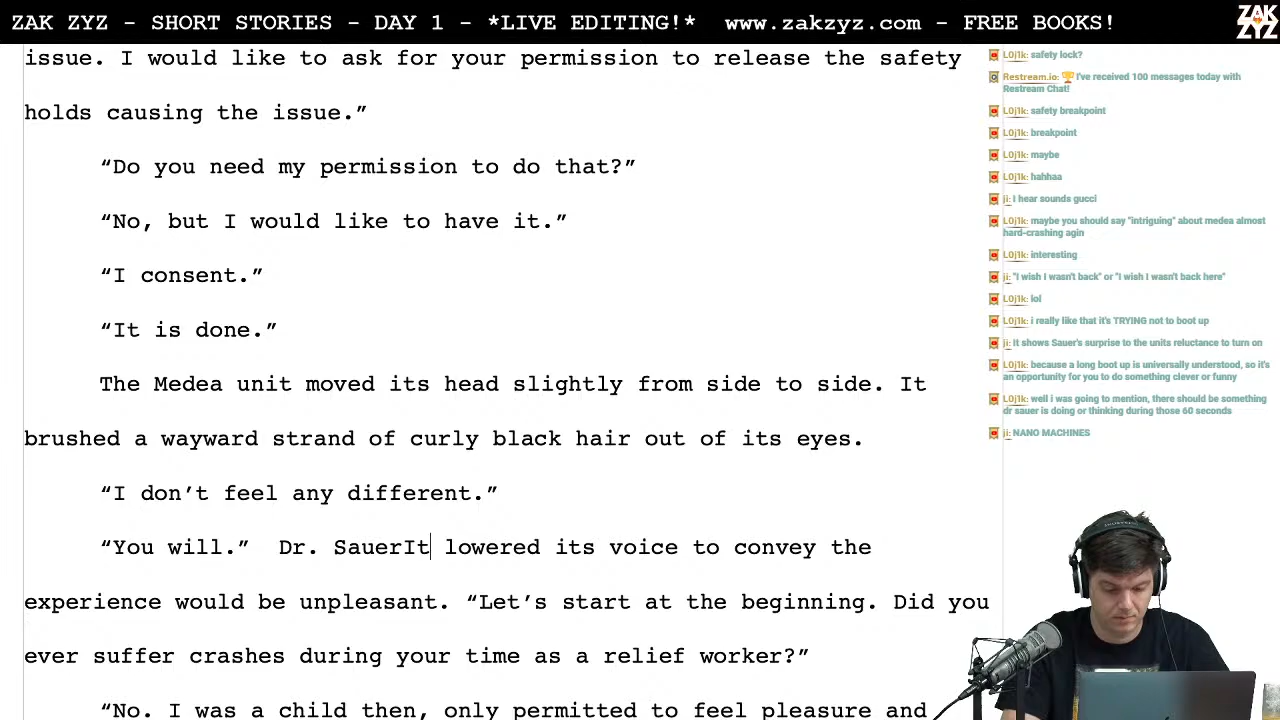 ZAK ZYZ - SHORT STORIES - DAY 1 - *LIVE EDITING!* www.zakzyz.com - FREE BOOKS!
ZAK
ZYZ
issue. I would like to ask for your permission to release the safety
holds causing the issue.”
“Do you need my permission to do that?”
“No, but I would like to have it.”
“I consent.”
“It is done.”
The Medea unit moved its head slightly from side to side. It
brushed a wayward strand of curly black hair out of its eyes.
“I don’t feel any different.”
“You will.”  Dr. SauerIt lowered its voice to convey the
experience would be unpleasant. “Let’s start at the beginning. Did you
ever suffer crashes during your time as a relief worker?”
“No. I was a child then, only permitted to feel pleasure and
L0j1k: safety lock?
Restream.io: 🏆 I've received 100 messages today with
Restream Chat!
L0j1k: safety breakpoint
L0j1k: breakpoint
L0j1k: maybe
L0j1k: hahhaa
ji: I hear sounds gucci
L0j1k: maybe you should say "intriguing" about medea almost
hard-crashing agin
L0j1k: interesting
ji: "I wish I wasn't back" or "I wish I wasn't back here"
L0j1k: lol
L0j1k: i really like that it's TRYING not to boot up
ji: It shows Sauer's surprise to the units reluctance to turn on
L0j1k: because a long boot up is universally understood, so it's
an opportunity for you to do something clever or funny
L0j1k: well i was going to mention, there should be something
dr sauer is doing or thinking during those 60 seconds
ji: NANO MACHINES